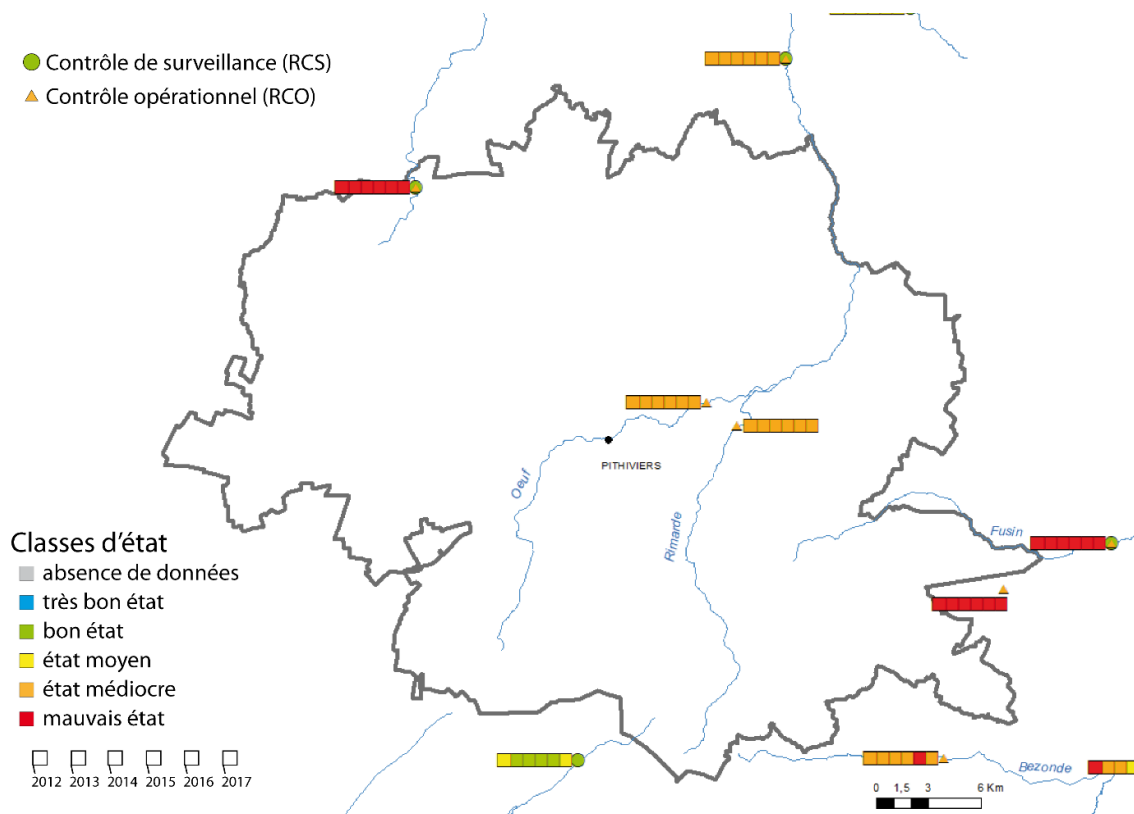 Contrôle de surveillance (RCS)
Contrôle opérationnel (RCO)
PITHIVIERS
Oeuf
Rimarde
Fusin
Classes d'état
absence de données
très bon état
bon état
état moyen
état médiocre
mauvais état
2012 2013 2014 2015 2016 2017
Bezonde
0 1,5 3 6 Km